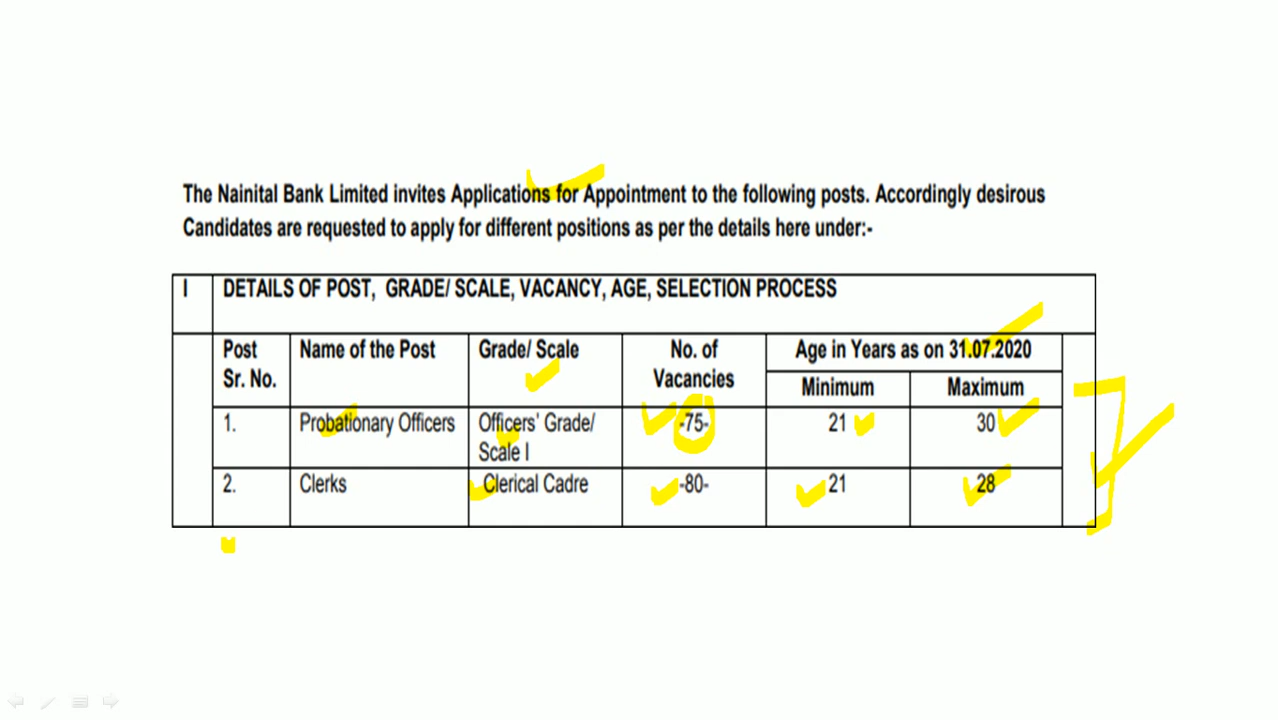 The Nainital Bank Limited invites Applications for Appointment to the following posts. Accordingly desirous
Candidates are requested to apply for different positions as per the details here under:-
I DETAILS OF POST, GRADE/ SCALE, VACANCY, AGE, SELECTION PROCESS
Post Sr. No. Name of the Post Grade/ Scale No. of Vacancies Age in Years as on 31.07.2020
Minimum Maximum
1. Probationary Officers Officers' Grade/ Scale I -75- 21 30
2. Clerks Clerical Cadre -80- 21 28